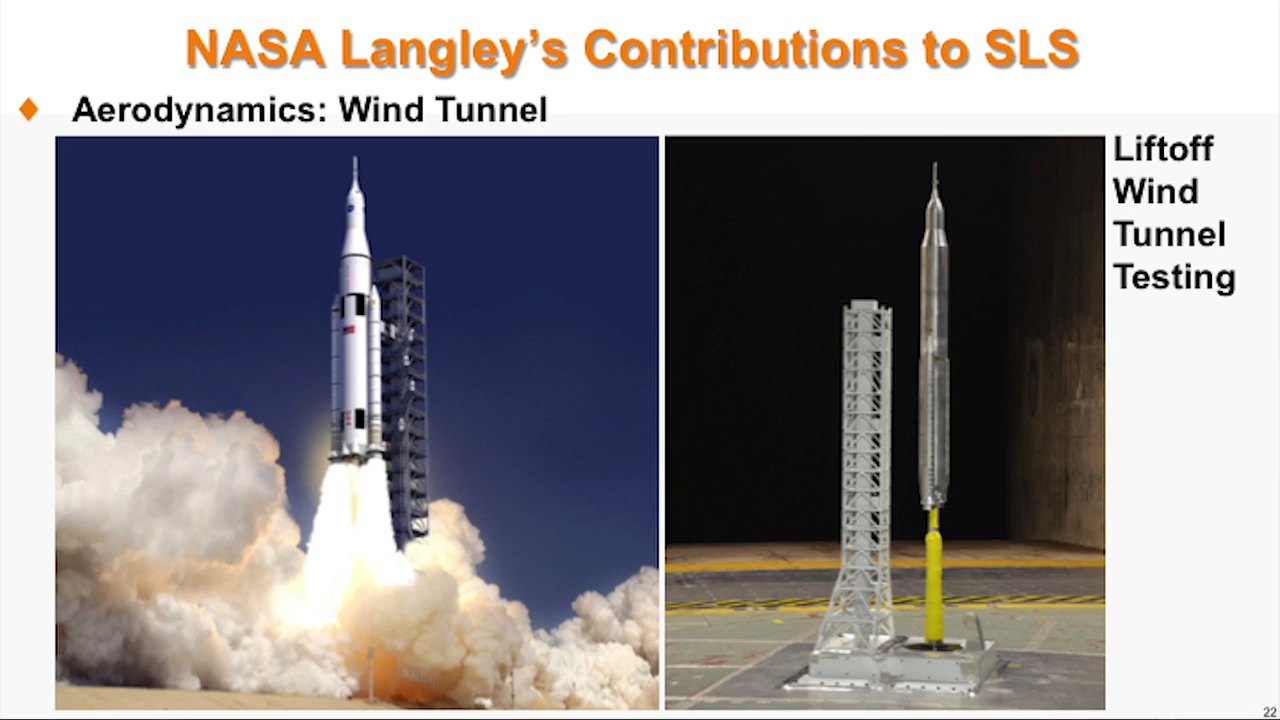 NASA Langley’s Contributions to SLS
Aerodynamics: Wind Tunnel
Liftoff
Wind
Tunnel
Testing
22